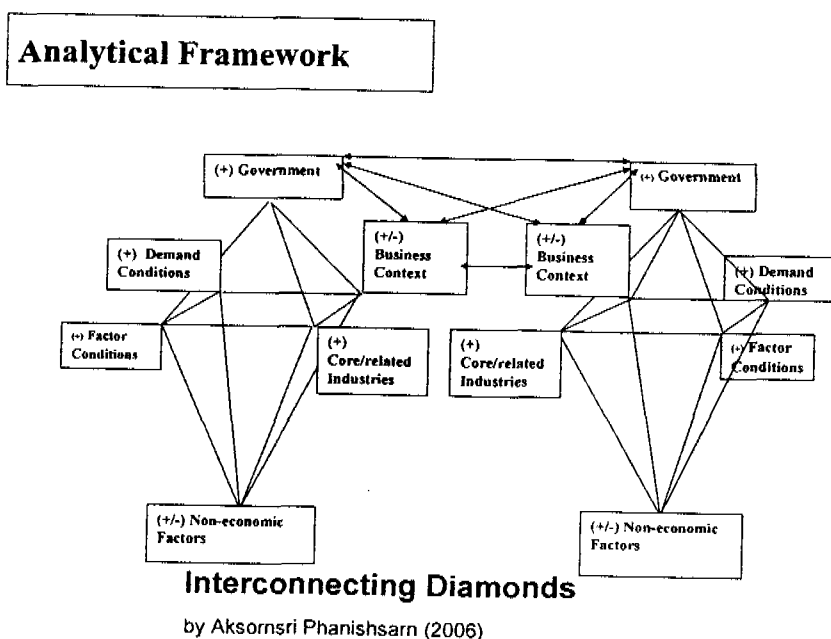 Analytical Framework
(+) Government
(+) Government
(+) Demand
Conditions
(+/-)
Business
Context
(+/-)
Business
Context
(+) Demand
Conditions
(+) Factor
Conditions
(+)
Core/related
Industries
(+)
Core/related
Industries
(+) Factor
Conditions
(+/-) Non-economic
Factors
(+/-) Non-economic
Factors
Interconnecting Diamonds
by Aksornsri Phanishsarn (2006)